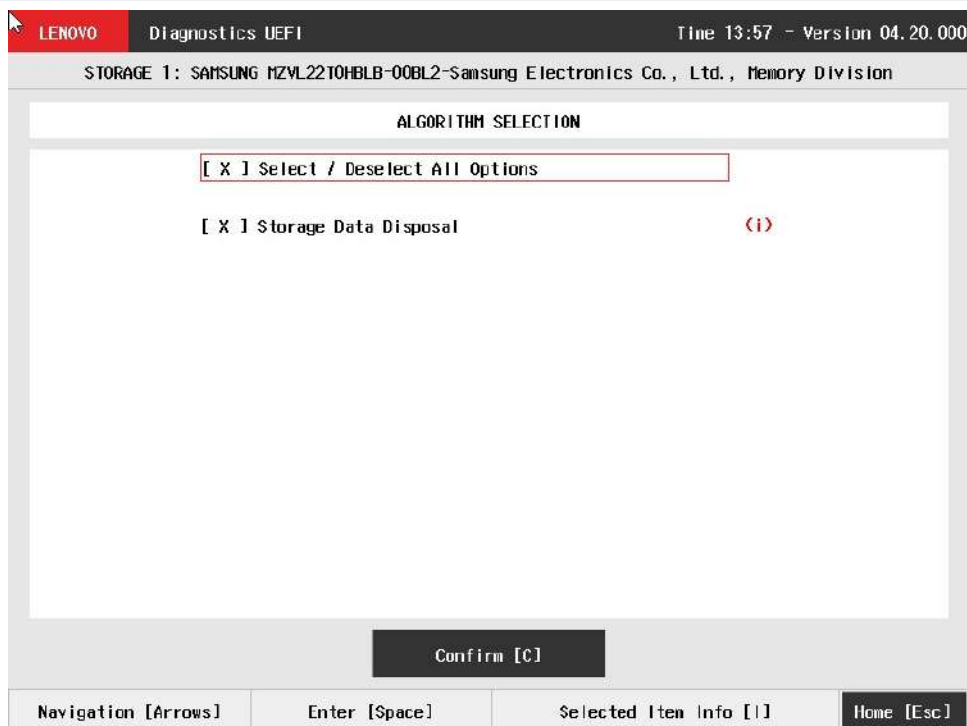 LENOVO Diagnostics UEFI Time 13:57 - Version 04.20.000
STORAGE 1: SAMSUNG MZVL22T0HBLB-00BL2-Samsung Electronics Co., Ltd., Memory Division
ALGORITHM SELECTION
[ X ] Select / Deselect All Options
[ X ] Storage Data Disposal (i)
Confirm [C]
Navigation [Arrows] Enter [Space] Selected Item Info [I] Home [Esc]